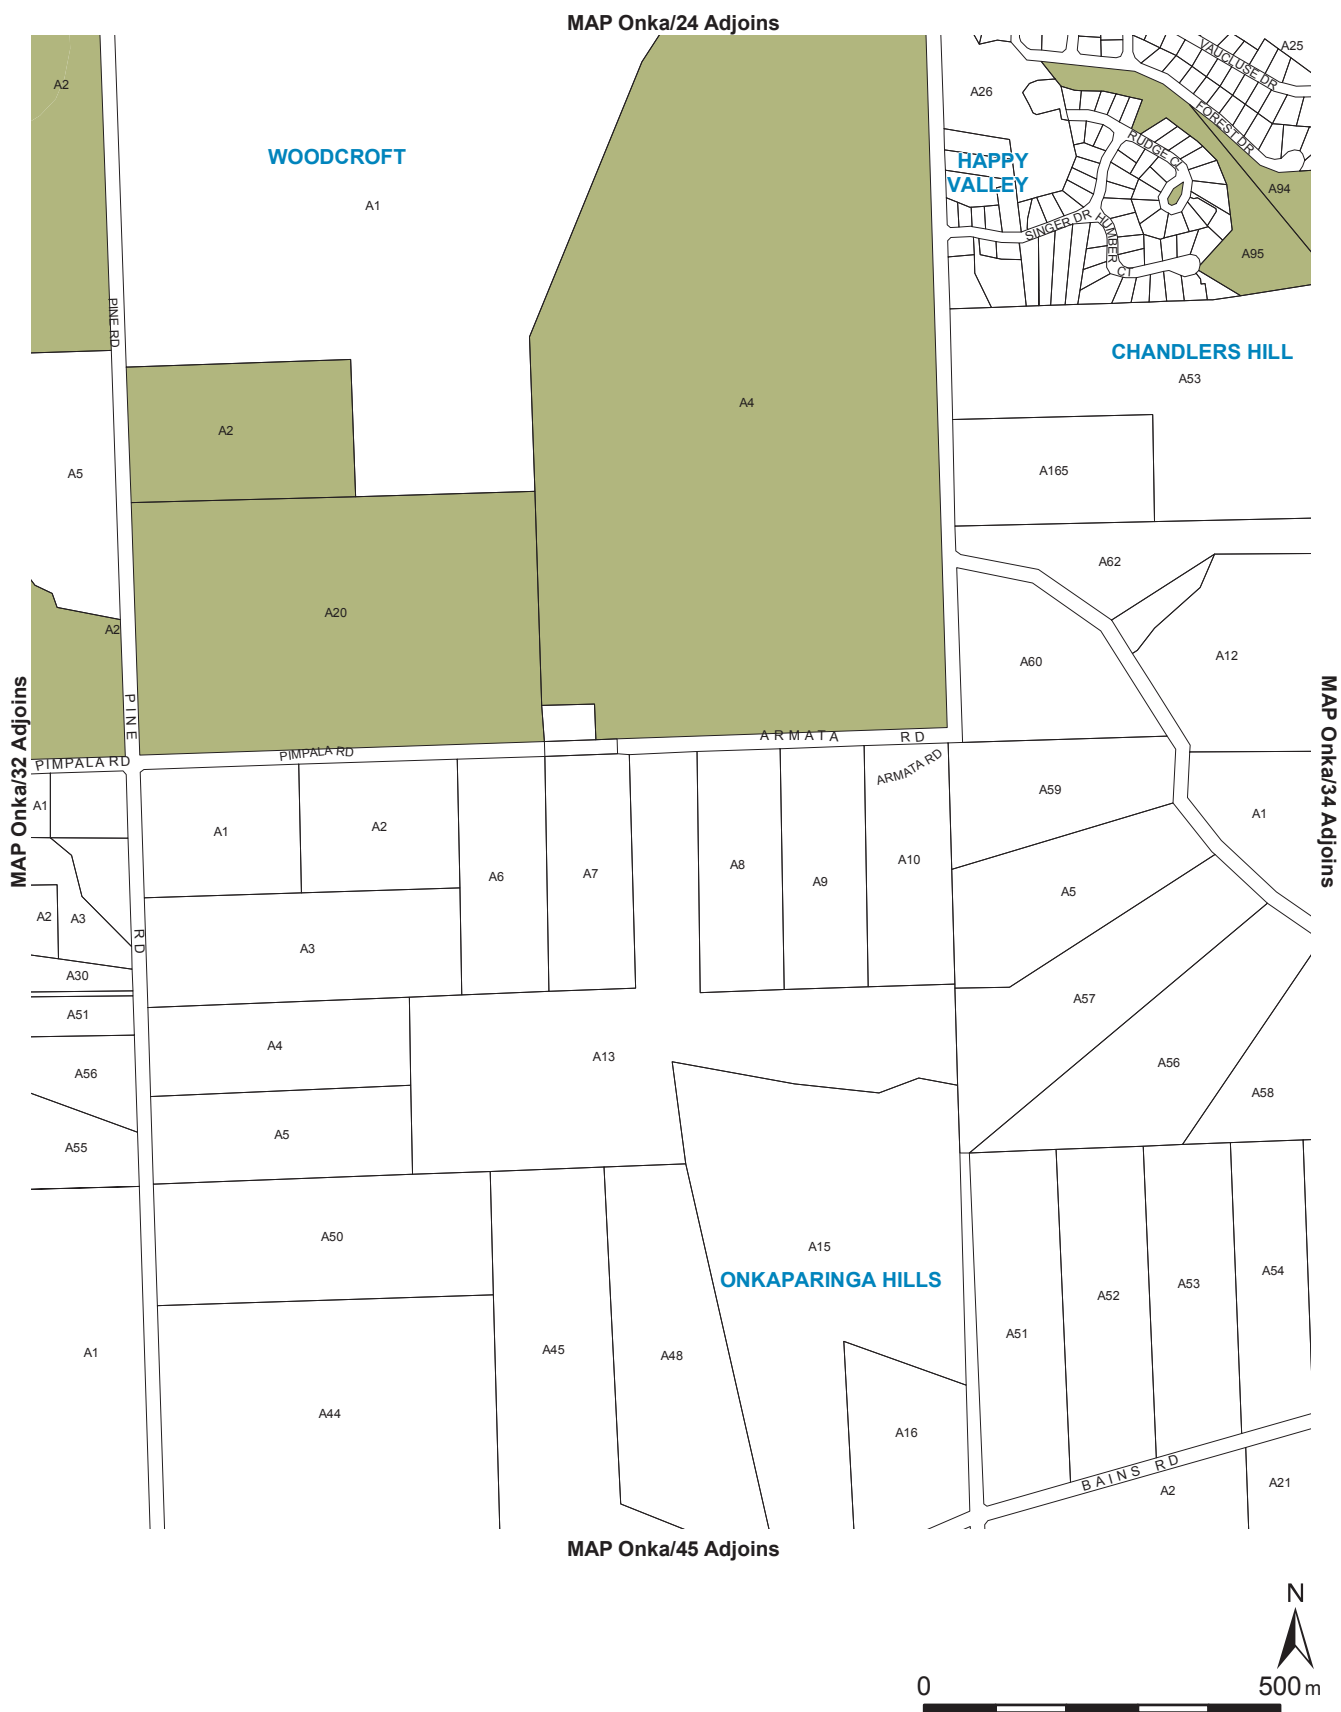 MAP Onka/24 Adjoins
A2
WOODCROFT
A1
A26
A25
VAUCLUSE DR
FOREST DR
RUDGE CT
HAPPY
VALLEY
A94
SINGER DR
HUMBER
CT
A95
PINE RD
CHANDLERS HILL
A53
A4
A2
A5
A165
A62
A20
A2
A60
A12
MAP Onka/32 Adjoins
MAP Onka/34 Adjoins
PINE
ARMATA RD
PIMPALA RD
PIMPALA RD
ARMATA RD
A59
A1
A1
A2
A1
A6
A7
A8
A9
A10
A5
A2
A3
A3
RD
A30
A57
A51
A4
A13
A56
A56
A58
A5
A55
A50
A15
ONKAPARINGA HILLS
A54
A53
A52
A51
A1
A45
A48
A44
A16
BAINS RD
A2
A21
MAP Onka/45 Adjoins
N
0
500 m